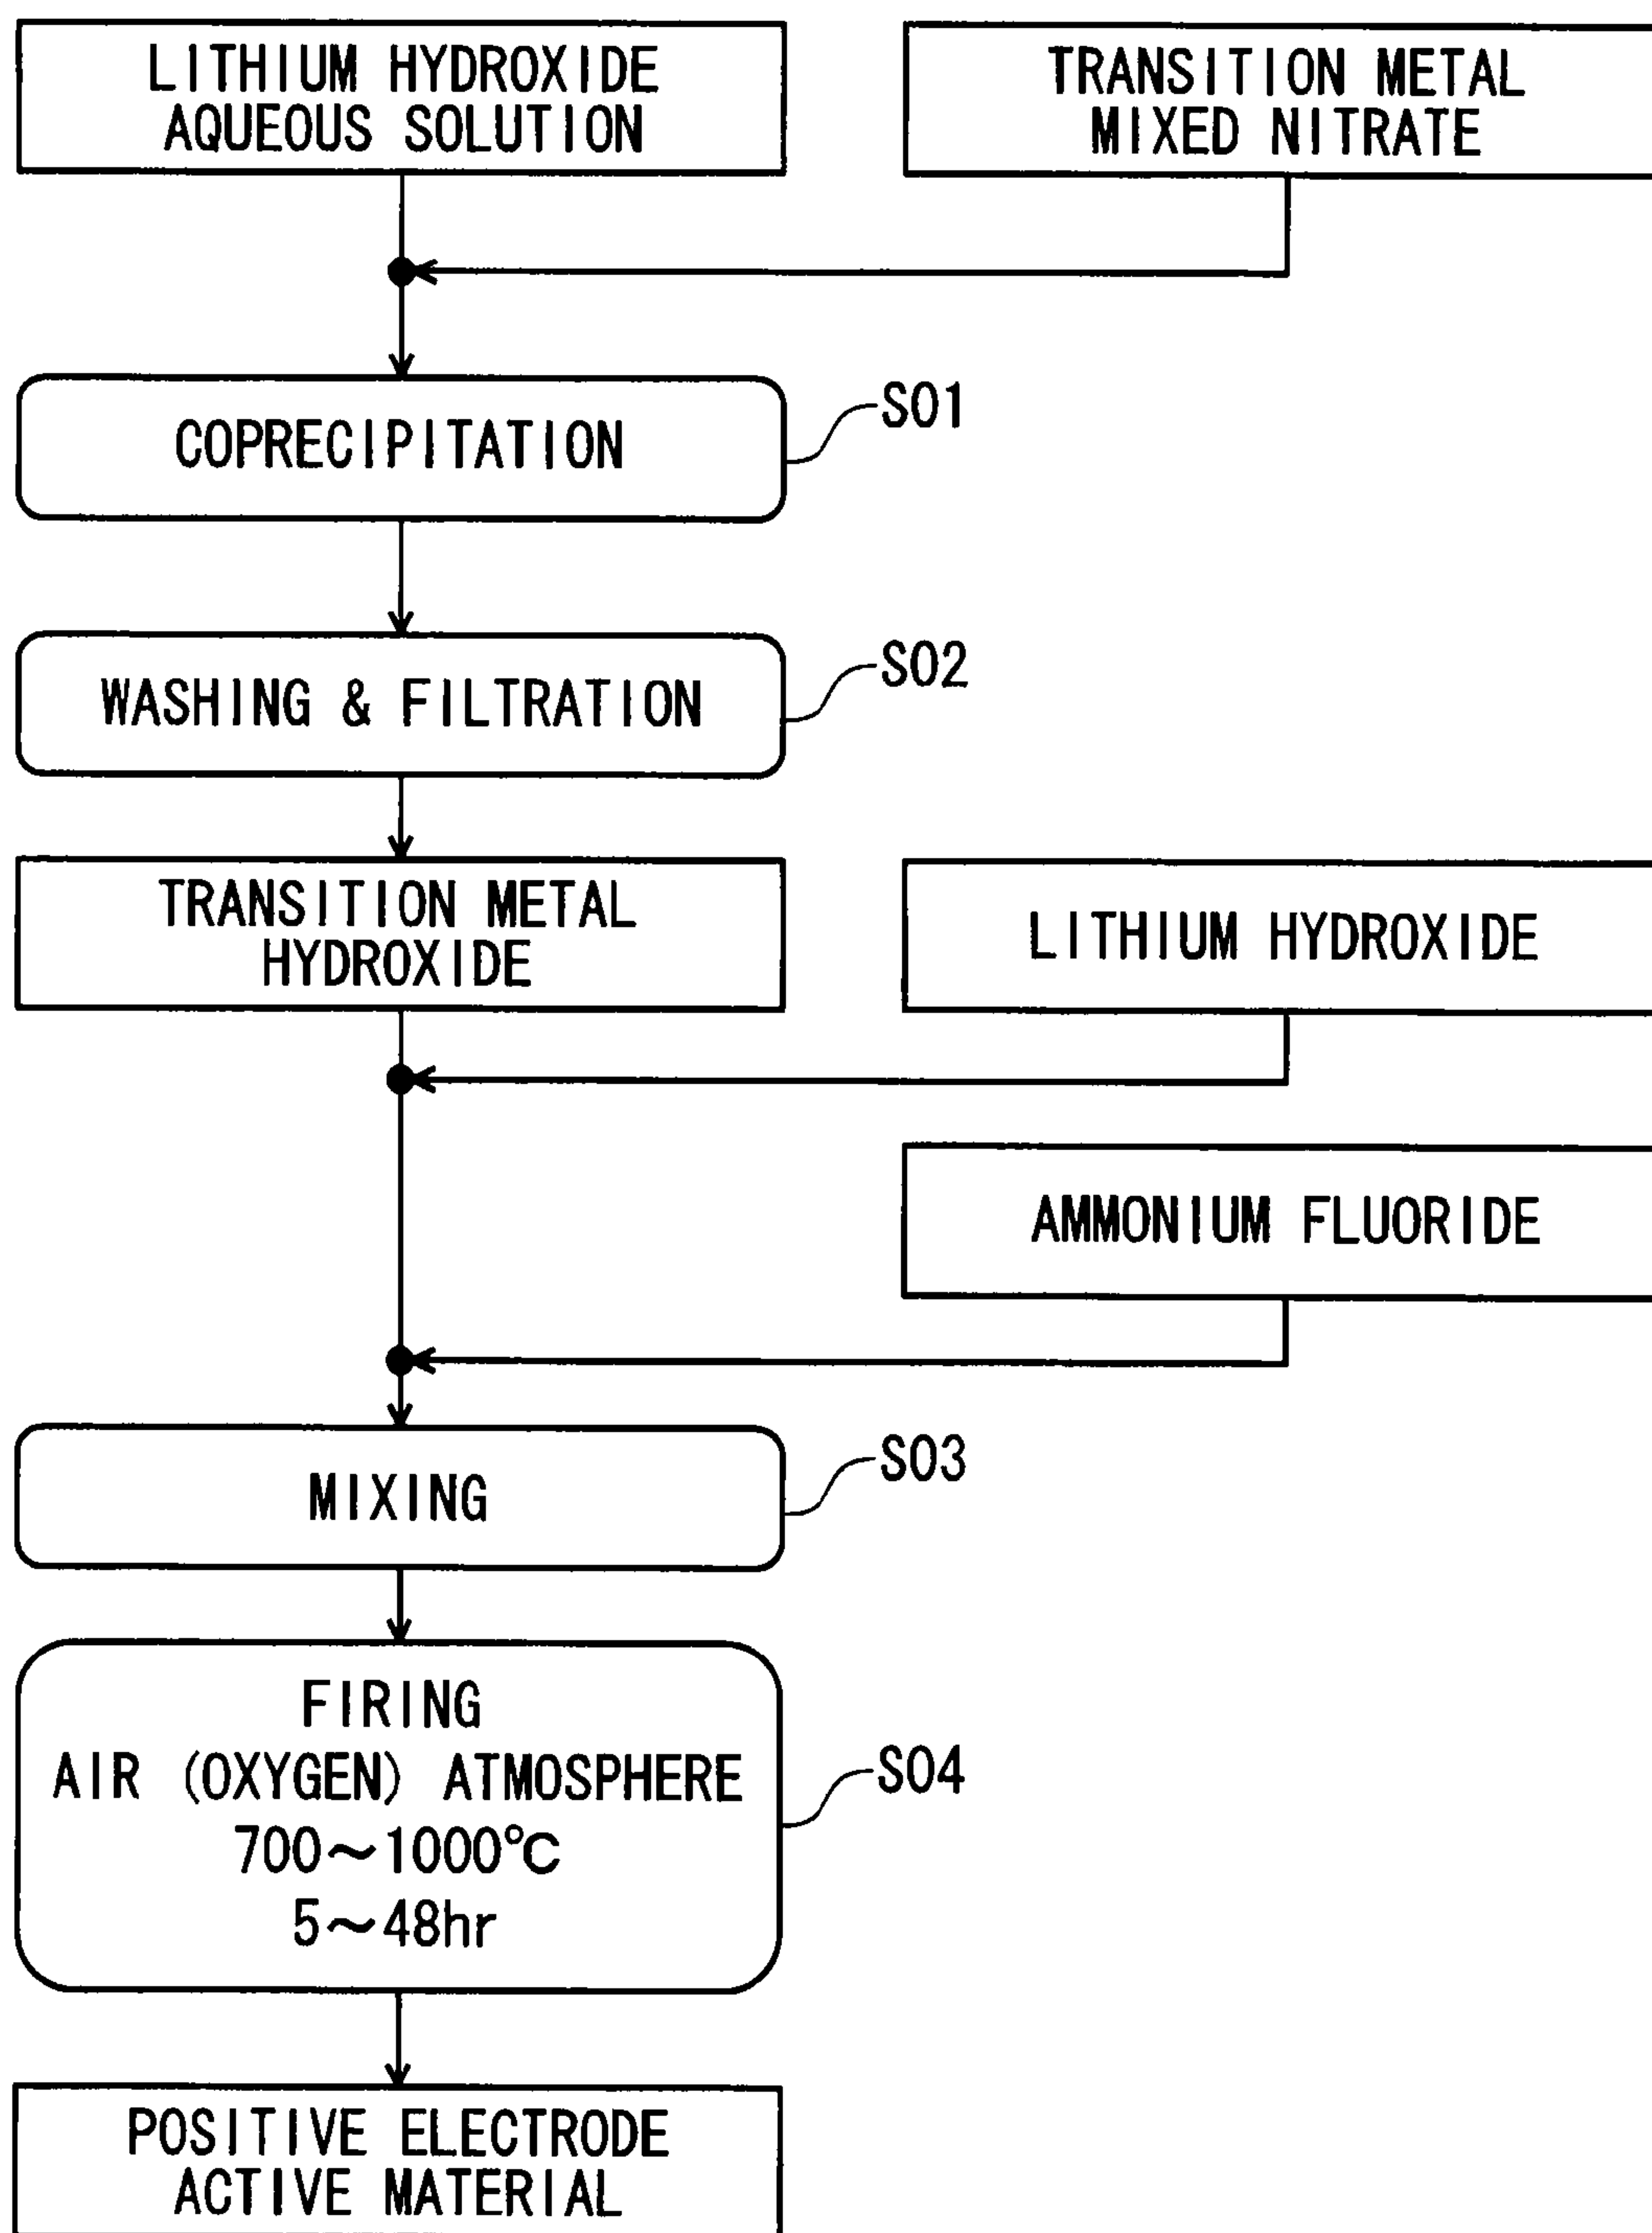 LITHIUM HYDROXIDE
AQUEOUS SOLUTION
TRANSITION METAL
MIXED NITRATE
COPRECIPITATION
S01
WASHING & FILTRATION
S02
TRANSITION METAL
HYDROXIDE
LITHIUM HYDROXIDE
AMMONIUM FLUORIDE
MIXING
S03
FIRING
AIR (OXYGEN) ATMOSPHERE
700~1000℃
5~48hr
S04
POSITIVE ELECTRODE
ACTIVE MATERIAL